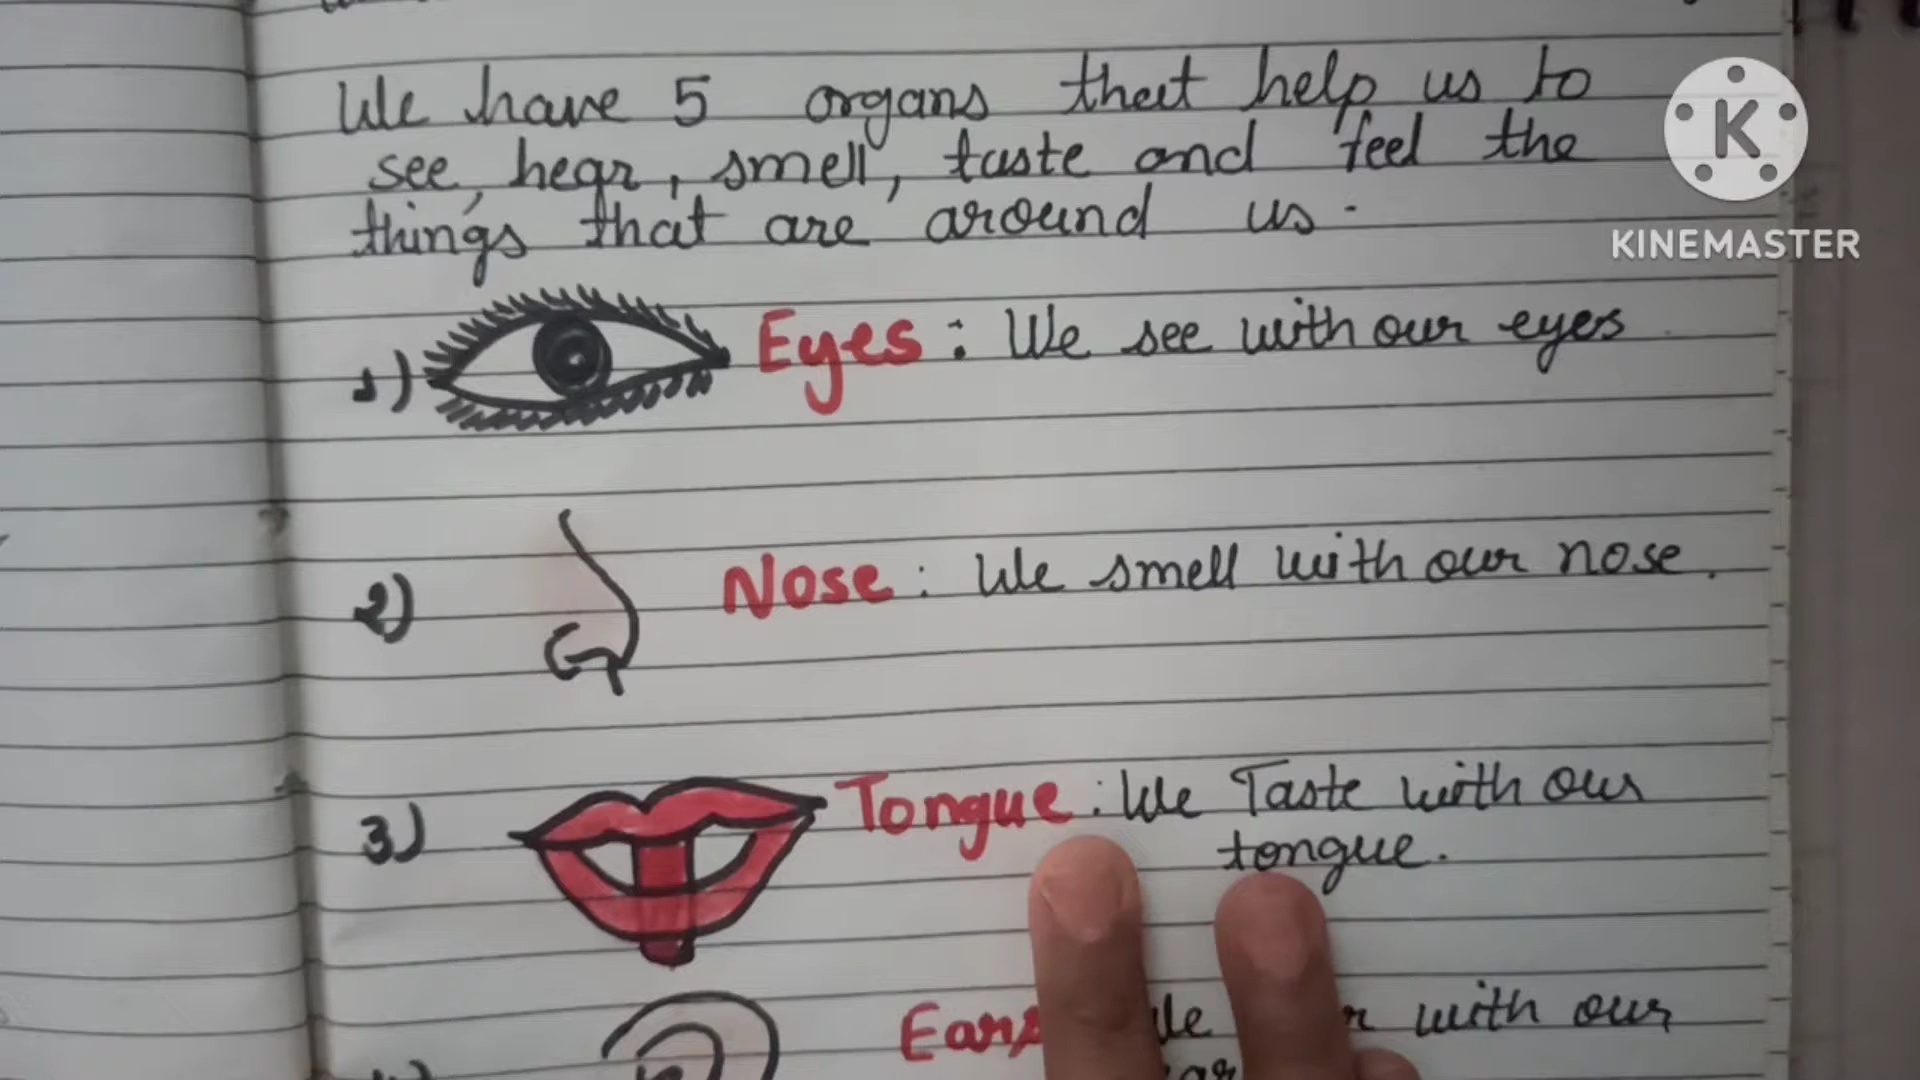 We have 5 organs that help us to
see, hear, smell, taste and feel the
things that are around us.
KINEMASTER
1) Eyes : We see with our eyes
2) Nose : We smell with our nose.
3) Tongue : We Taste with our
tongue.
Ears We with our